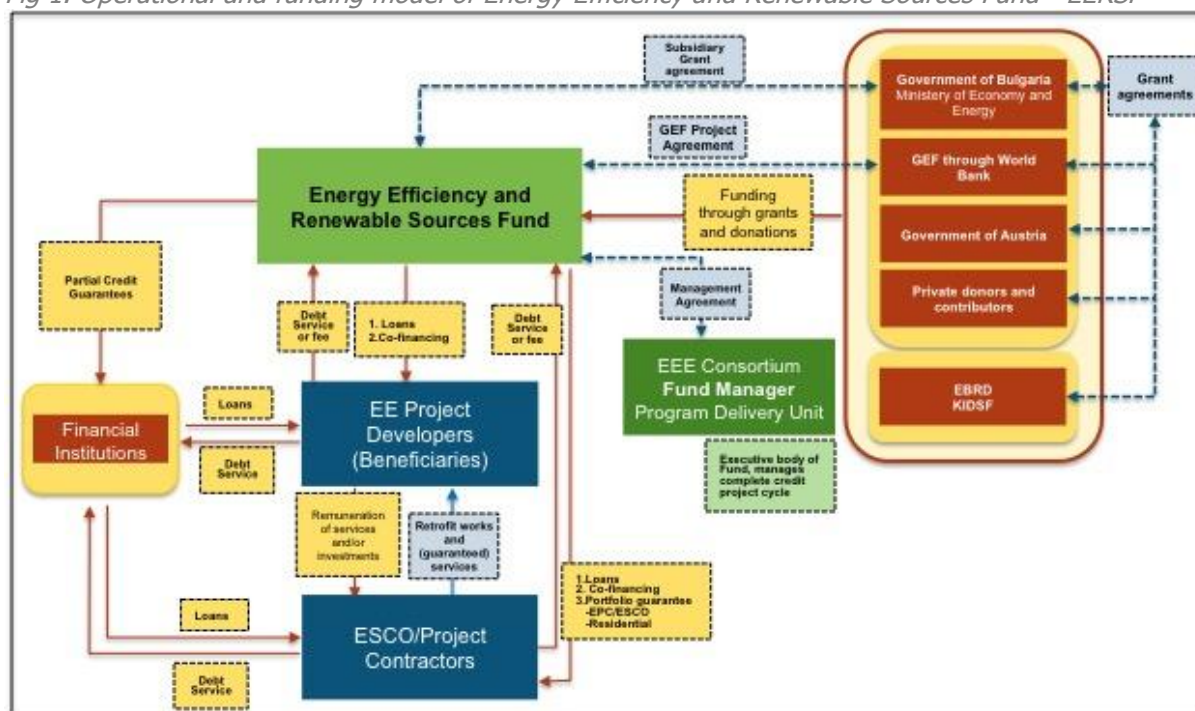 Fig 1: Operational and funding model of Energy Efficiency and Renewable Sources Fund - EERSF
Subsidiary
Grant
agreement
Government of Bulgaria
Ministry of Economy and
Energy
Grant
agreements
GEF Project
Agreement
GEF through World
Bank
Energy Efficiency and
Renewable Sources Fund
Funding
through grants
and donations
Government of Austria
Partial Credit
Guarantees
Management
Agreement
Private donors and
contributors
Debt
Service
or fee
1. Loans
2.Co-financing
Debt
Service
or fee
EEE Consortium
Fund Manager
Program Delivery Unit
EBRD
KIDSF
Loans
EE Project
Developers
(Beneficiaries)
Financial
Institutions
Debt
Service
Executive body of
Fund, manages
complete credit
project cycle
Remuneration
of services
and/or
investments
Retrofit works
and
(guaranteed)
services
1.Loans
2. Co-financing
3.Portfolio guarantee
-EPC/ESCO
-Residential
Loans
ESCO/Project
Contractors
Debt
Service